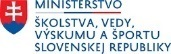 MINISTERSTVO
ŠKOLSTVA, VEDY,
VÝSKUMU A ŠPORTU
SLOVENSKEJ REPUBLIKY